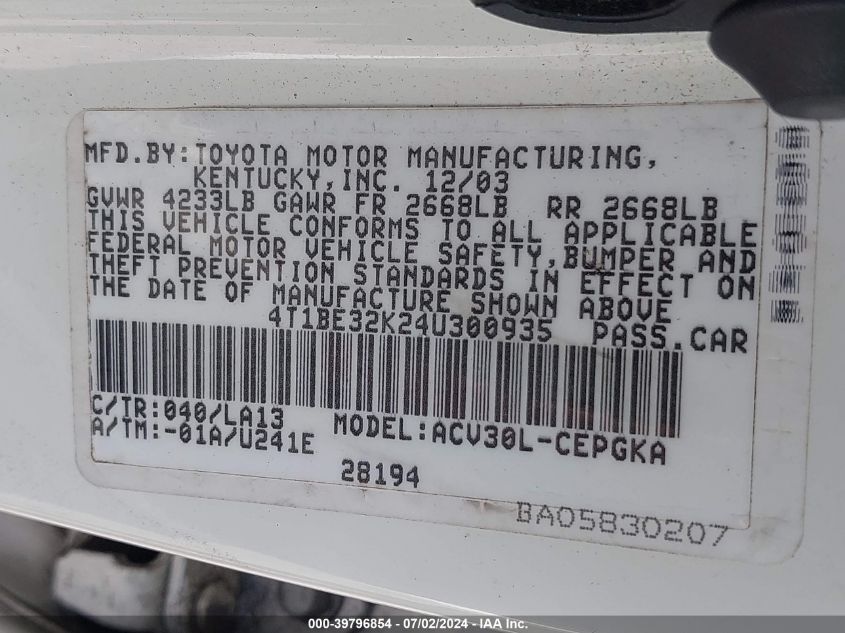 MFD.BY:TOYOTA MOTOR MANUFACTURING,
KENTUCKY,INC. 12/03
GVWR 4233LB GAWR FR 2668LB RR 2668LB
THIS VEHICLE CONFORMS TO ALL APPLICABLE
FEDERAL MOTOR VEHICLE SAFETY,BUMPER AND
THEFT PREVENTION STANDARDS IN EFFECT ON
THE DATE OF MANUFACTURE SHOWN ABOVE
4T1BE32K24U300935 PASS.CAR
C/TR:040/LA13
A/TM:-01A/U241E MODEL:ACV30L-CEPGKA
28194
BA05830207
000-39796854 / 07/02/2024 - IAA Inc.